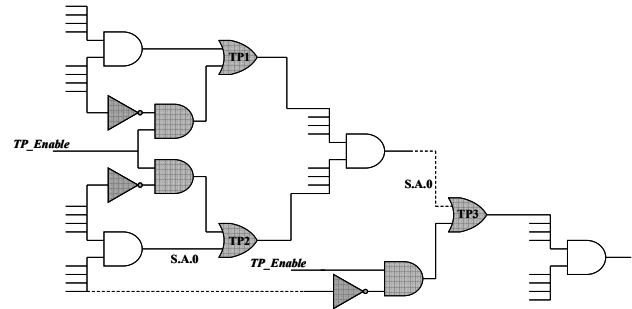 TP1
TP_Enable
S.A.0
TP3
TP2
S.A.0
TP_Enable